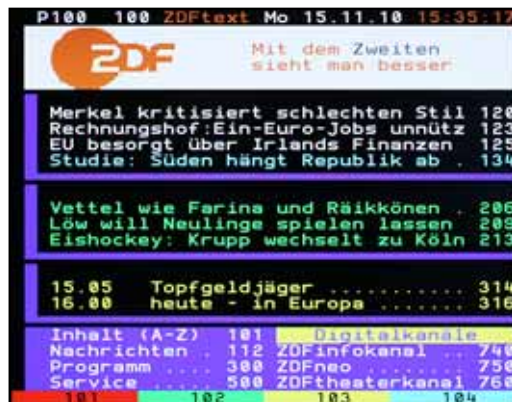 P100 100 ZDFtext Mo 15.11.10 15:35:17
ZDF
Mit dem Zweiten
sieht man besser
Merkel kritisiert schlechten Stil 120
Rechnungshof:Ein-Euro-Jobs unnütz 123
EU besorgt über Irlands Finanzen 125
Studie: Süden hängt Republik ab . 134
Vettel wie Farina und Räikkönen . 206
Löw will Neulinge spielen lassen 209
Eishockey: Krupp wechselt zu Köln 213
15.05 Topfgeldjäger ........... 314
16.00 heute - in Europa ........ 316
Inhalt (A-Z) 101 Digitalkanäle
Nachrichten . 112 ZDFinfokanal .. 740
Programm .... 300 ZDFneo ........ 750
Service ..... 500 ZDFtheaterkanal 760
101 102 103 104